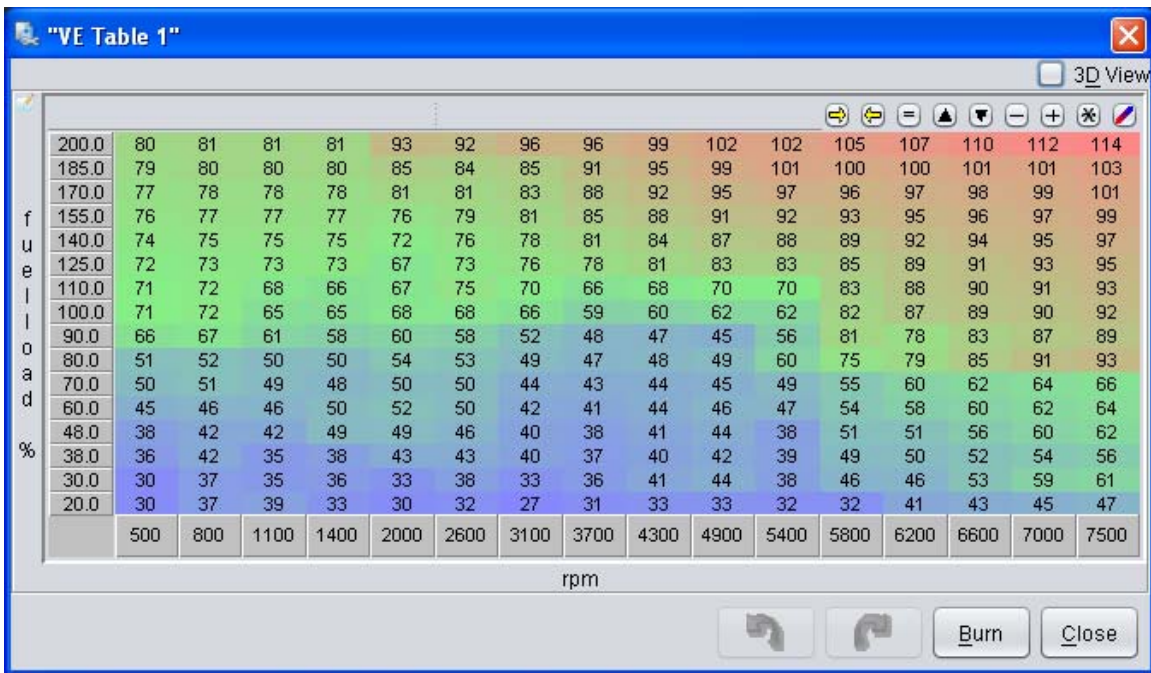 "VE Table 1"
3D View
200.0 80 81 81 81 93 92 96 96 99 102 102 105 107 110 112 114
185.0 79 80 80 80 85 84 85 91 95 99 101 100 100 101 101 103
170.0 77 78 78 78 81 81 83 88 92 95 97 96 97 98 99 101
155.0 76 77 77 77 76 79 81 85 88 91 92 93 95 96 97 99
140.0 74 75 75 75 72 76 78 81 84 87 88 89 92 94 95 97
125.0 72 73 73 73 67 73 76 78 81 83 83 85 89 91 93 95
110.0 71 72 68 66 67 75 70 66 68 70 70 83 88 90 91 93
100.0 71 72 65 65 68 68 66 59 60 62 62 82 87 89 90 92
90.0 66 67 61 58 60 58 52 48 47 45 56 81 78 83 87 89
80.0 51 52 50 50 54 53 49 47 48 49 60 75 79 85 91 93
70.0 50 51 49 48 50 50 44 43 44 45 49 55 60 62 64 66
60.0 45 46 46 50 52 50 42 41 44 46 47 54 58 60 62 64
48.0 38 42 42 49 49 46 40 38 41 44 38 51 51 56 60 62
38.0 36 42 35 38 43 43 40 37 40 42 39 49 50 52 54 56
30.0 30 37 35 36 33 38 33 36 41 44 38 46 46 53 59 61
20.0 30 37 39 33 30 32 27 31 33 33 32 32 41 43 45 47
500 800 1100 1400 2000 2600 3100 3700 4300 4900 5400 5800 6200 6600 7000 7500
fuelload %
rpm
Burn Close